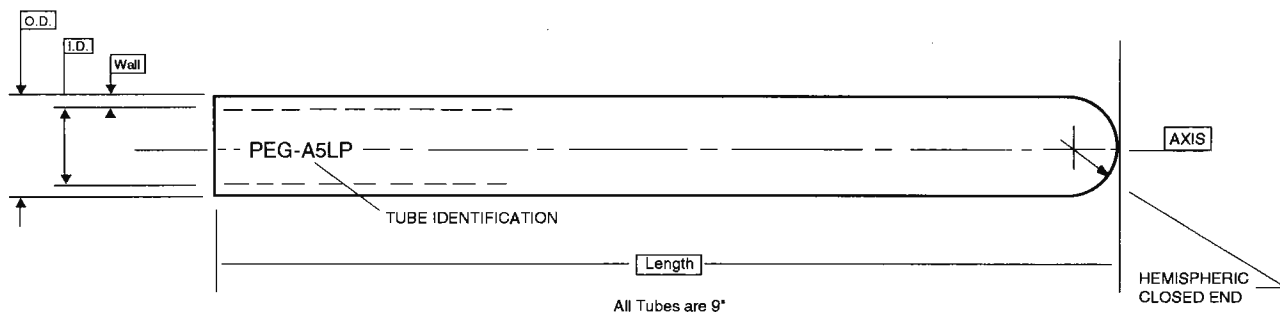 O.D.
I.D.
Wall
PEG-A5LP
TUBE IDENTIFICATION
AXIS
Length
All Tubes are 9"
HEMISPHERIC
CLOSED END